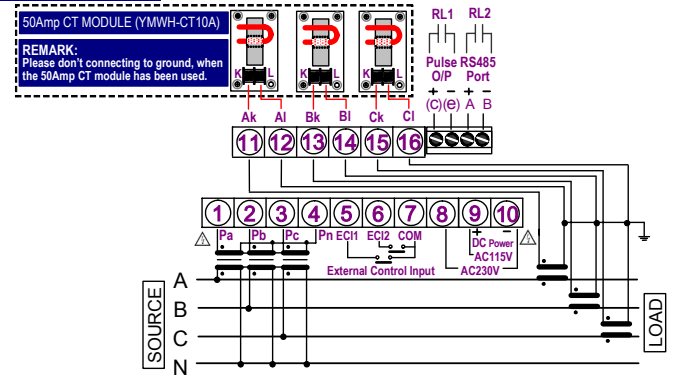 50Amp CT MODULE (YMWH-CT10A)
REMARK:
Please don't connecting to ground, when
the 50Amp CT module has been used.
K L K L K L
RL1 RL2
Pulse RS485
O/P Port
+ − + −
(C) (e) A B
Ak Al Bk Bl Ck Cl
11 12 13 14 15 16
1 2 3 4 5 6 7 8 9 10
Pa Pb Pc Pn ECI1 ECI2 COM
+ −
DC Power
AC115V
External Control Input AC230V
SOURCE
A
B
C
N
LOAD